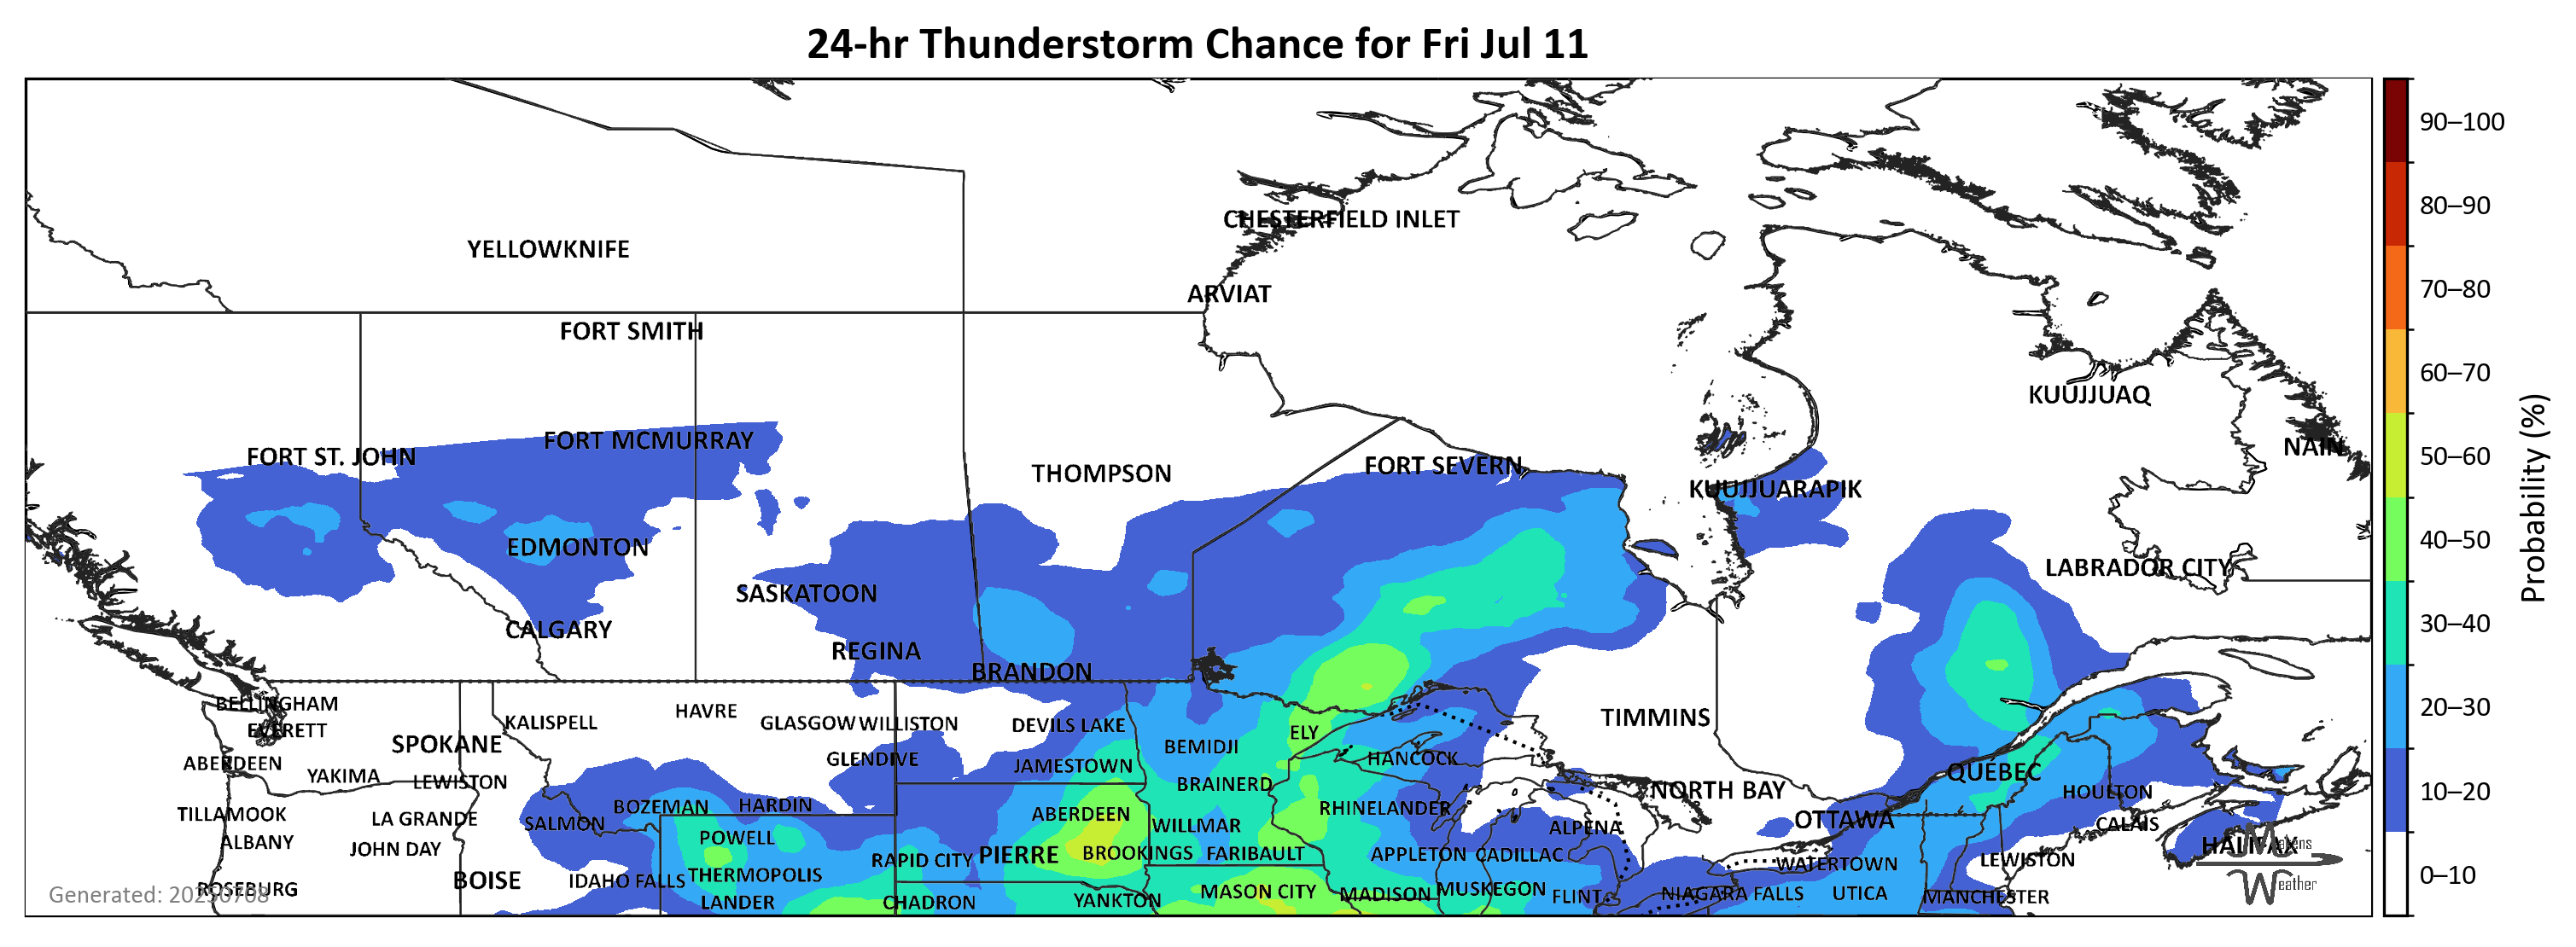 24-hr Thunderstorm Chance for Fri Jul 11
90–100
80–90
CHESTERFIELD INLET
YELLOWKNIFE
70–80
ARVIAT
FORT SMITH
60–70
KUUJJUAQ
FORT MCMURRAY
NAIN
50–60
FORT ST. JOHN
FORT SEVERN
THOMPSON
KUUJJUARAPIK
Probability (%)
40–50
EDMONTON
LABRADOR CITY
SASKATOON
30–40
CALGARY
REGINA
BRANDON
BELLINGHAM
20–30
KALISPELL HAVRE GLASGOW WILLISTON DEVILS LAKE TIMMINS
EVERETT ELY
SPOKANE BEMIDJI
ABERDEEN GLENDIVE JAMESTOWN HANCOCK
YAKIMA LEWISTON BRAINERD QUÉBEC
NORTH BAY HOULTON 10–20
BOZEMAN HARDIN RHINELANDER
TILLAMOOK LA GRANDE SALMON ABERDEEN WILLMAR ALPENA OTTAWA CALAIS
ALBANY JOHN DAY POWELL HALIFAX Makens
RAPID CITY PIERRE BROOKINGS FARIBAULT APPLETON CADILLAC WATERTOWN LEWISTON
BOISE IDAHO FALLS THERMOPOLIS 0–10
Weather
ROSEBURG MASON CITY MADISON MUSKEGON FLINT NIAGARA FALLS UTICA MANCHESTER
Generated: 20250708
LANDER CHADRON YANKTON